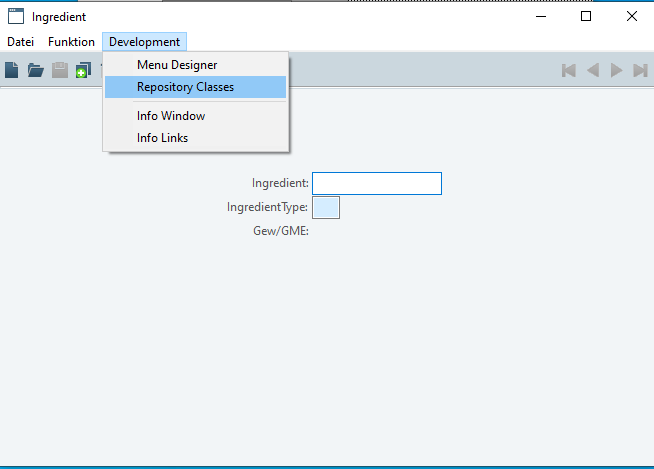 Ingredient
Datei Funktion Development
Menu Designer
Repository Classes
Info Window
Info Links
Ingredient:
IngredientType:
Gew/GME: